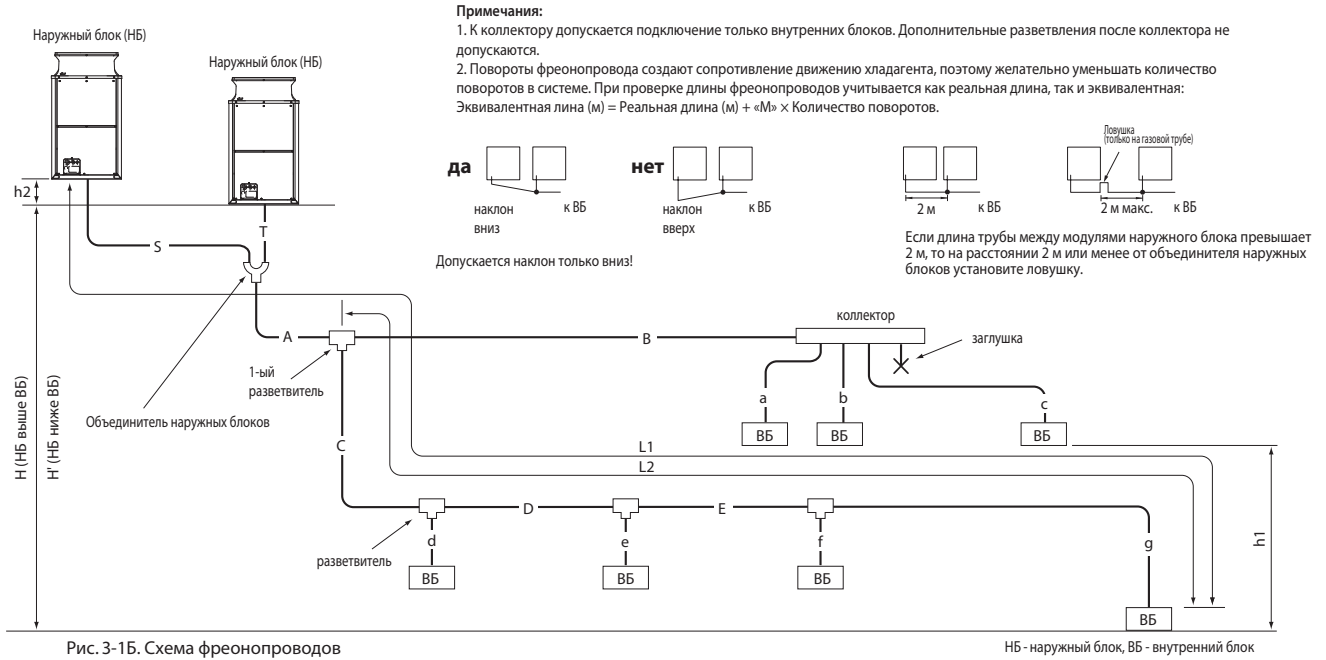 Примечания:
1. К коллектору допускается подключение только внутренних блоков. Дополнительные разветвления после коллектора не
допускаются.
2. Повороты фреонопровода создают сопротивление движению хладагента, поэтому желательно уменьшать количество
поворотов в системе. При проверке длины фреонопроводов учитывается как реальная длина, так и эквивалентная:
Эквивалентная лина (м) = Реальная длина (м) + «М» × Количество поворотов.
Наружный блок (НБ)
Наружный блок (НБ)
да
наклон
вниз
к ВБ
нет
наклон
вверх
к ВБ
2 м
к ВБ
Ловушка
(только на газовой трубе)
2 м макс.
к ВБ
Допускается наклон только вниз!
Если длина трубы между модулями наружного блока превышает
2 м, то на расстоянии 2 м или менее от объединителя наружных
блоков установите ловушку.
h2
S
T
A
B
коллектор
заглушка
1-ый
разветвитель
Объединитель наружных блоков
a
b
c
ВБ
ВБ
ВБ
H (НБ выше ВБ)
H' (НБ ниже ВБ)
C
L1
L2
D
E
d
e
f
g
h1
разветвитель
ВБ
ВБ
ВБ
ВБ
Рис. 3-1Б. Схема фреонопроводов
НБ - наружный блок, ВБ - внутренний блок